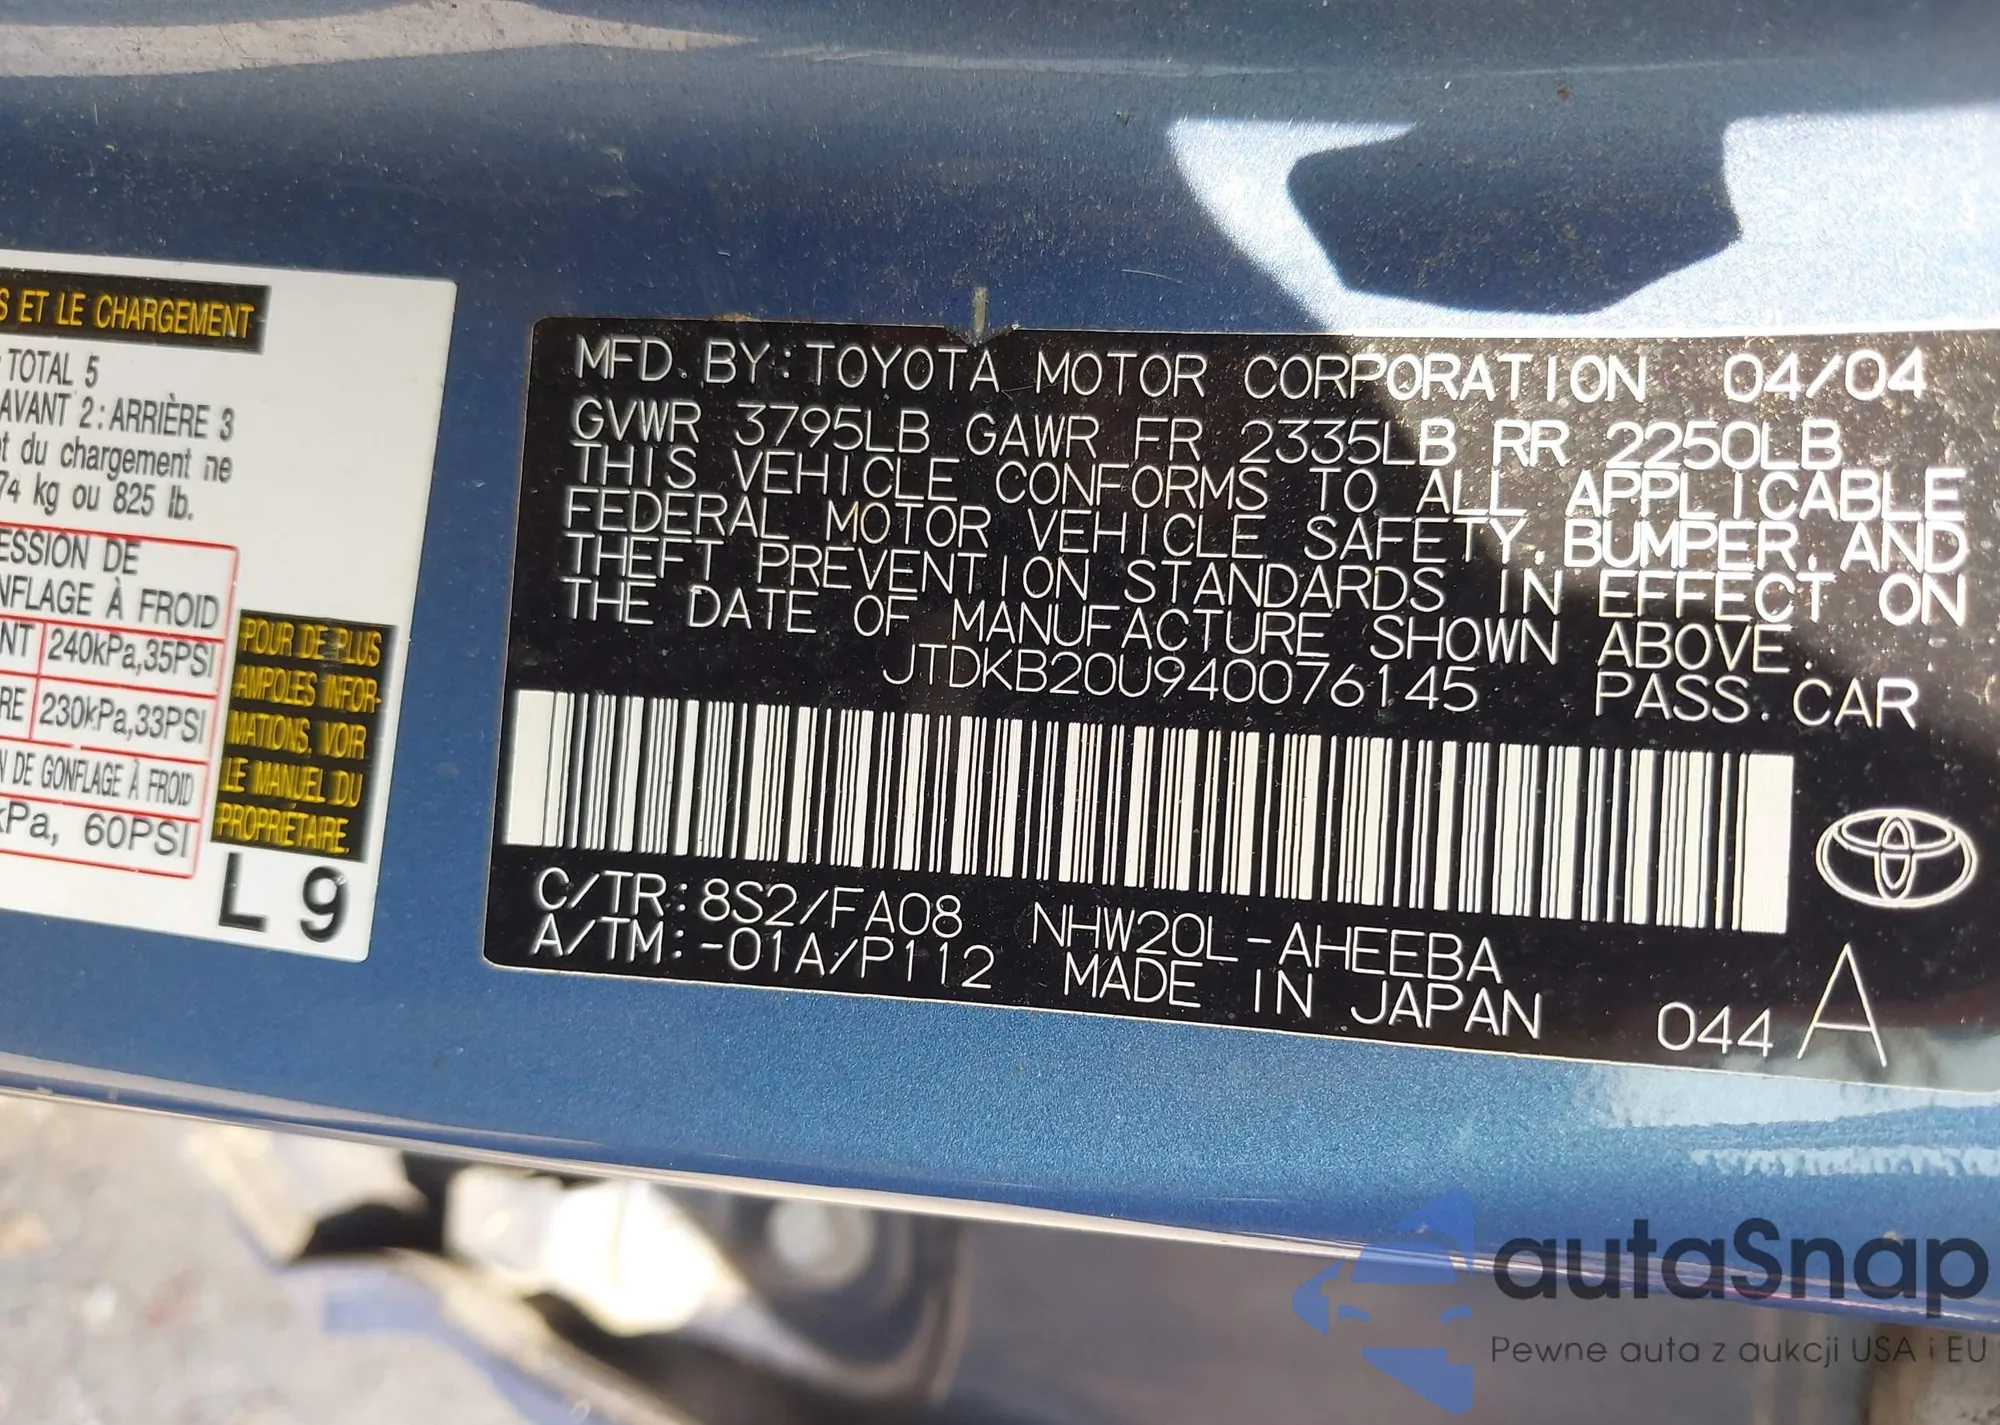 S ET LE CHARGEMENT
TOTAL 5
AVANT 2 : ARRIÈRE 3
et du chargement ne
74 kg ou 825 lb.
ESSION DE
NFLAGE À FROID
NT 240kPa,35PSI
RE 230kPa,33PSI
N DE GONFLAGE À FROID
kPa, 60PSI
POUR DE PLUS
AMPOLES INFOR-
MATIONS, VOIR
LE MANUEL DU
PROPRIÉTAIRE.
L 9
MFD. BY: TOYOTA MOTOR CORPORATION 04/04
GVWR 3795LB GAWR FR 2335LB RR 2250LB
THIS VEHICLE CONFORMS TO ALL APPLICABLE
FEDERAL MOTOR VEHICLE SAFETY, BUMPER, AND
THEFT PREVENTION STANDARDS IN EFFECT ON
THE DATE OF MANUFACTURE SHOWN ABOVE.
JTDKB20U940076145 PASS. CAR
C/TR: 8S2/FA08 NHW20L-AHEEBA
A/TM: -01A/P112 MADE IN JAPAN 044 A
autaSnap
Pewne auta z aukcji USA i EU